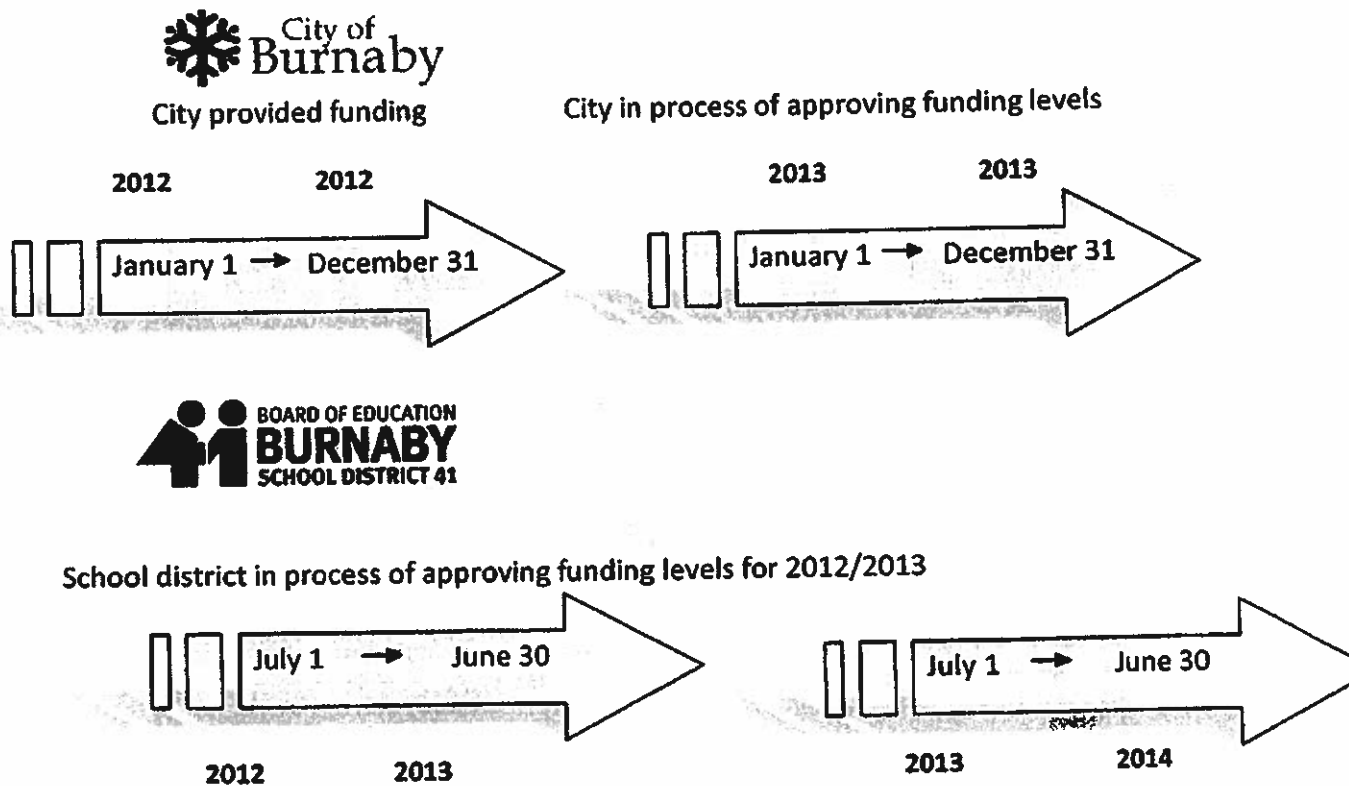 City of
Burnaby
City provided funding
City in process of approving funding levels
2012 2012
2013 2013
January 1 → December 31
January 1 → December 31
BOARD OF EDUCATION
BURNABY
SCHOOL DISTRICT 41
School district in process of approving funding levels for 2012/2013
July 1 → June 30
July 1 → June 30
2012 2013
2013 2014